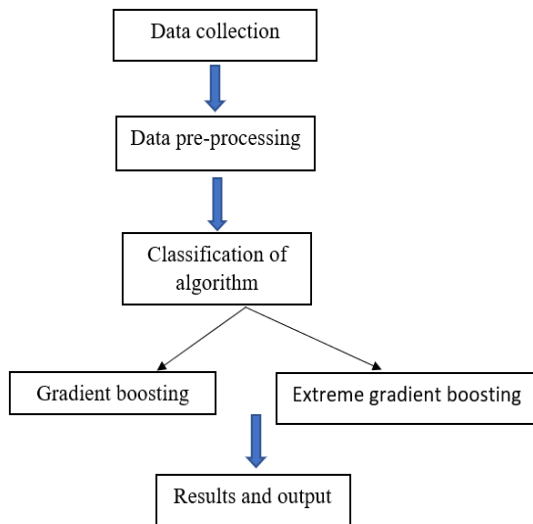 Data collection
Data pre-processing
Classification of
algorithm
Gradient boosting
Extreme gradient boosting
Results and output